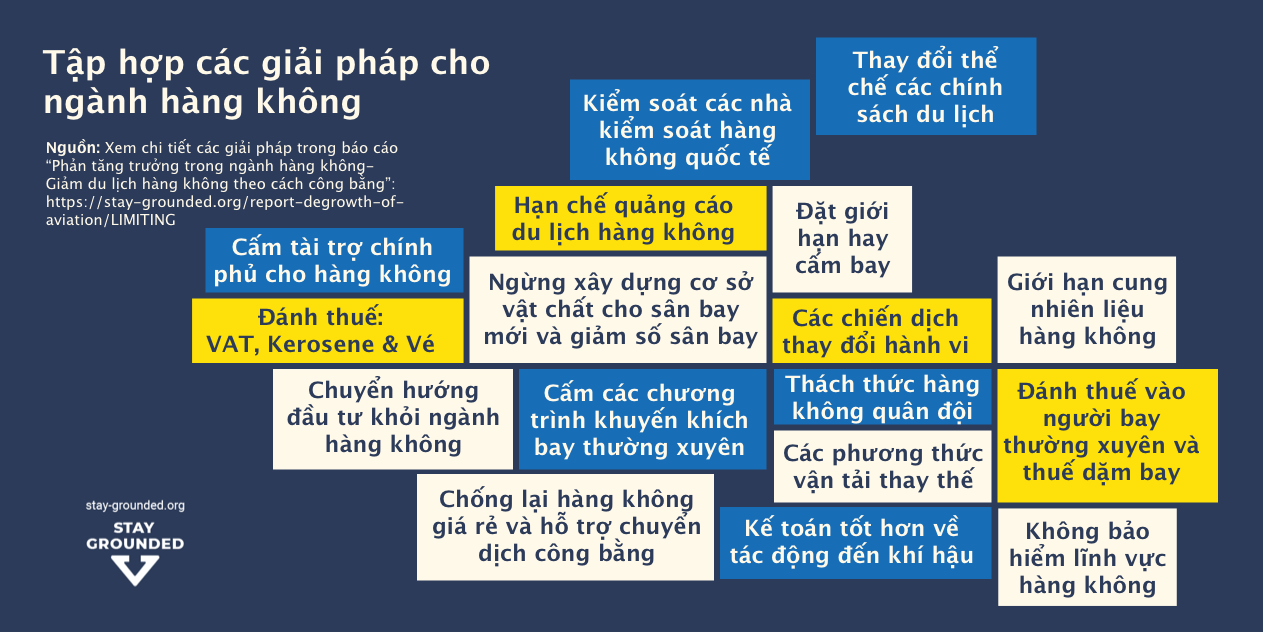 Tập hợp các giải pháp cho
ngành hàng không
Nguồn: Xem chi tiết các giải pháp trong báo cáo
“Phản tăng trưởng trong ngành hàng không–
Giảm du lịch hàng không theo cách công bằng”:
https://stay-grounded.org/report-degrowth-of-
aviation/LIMITING
Thay đổi thể
chế các chính
sách du lịch
Kiểm soát các nhà
kiểm soát hàng
không quốc tế
Hạn chế quảng cáo
du lịch hàng không
Đặt giới
hạn hay
cấm bay
Cấm tài trợ chính
phủ cho hàng không
Ngừng xây dựng cơ sở
vật chất cho sân bay
mới và giảm số sân bay
Giới hạn cung
nhiên liệu
hàng không
Đánh thuế:
VAT, Kerosene & Vé
Các chiến dịch
thay đổi hành vi
Chuyển hướng
đầu tư khỏi ngành
hàng không
Cấm các chương
trình khuyến khích
bay thường xuyên
Thách thức hàng
không quân đội
Đánh thuế vào
người bay
thường xuyên và
thuế dặm bay
Các phương thức
vận tải thay thế
Chống lại hàng không
giá rẻ và hỗ trợ chuyển
dịch công bằng
Kế toán tốt hơn về
tác động đến khí hậu
Không bảo
hiểm lĩnh vực
hàng không
stay-grounded.org
STAY
GROUNDED